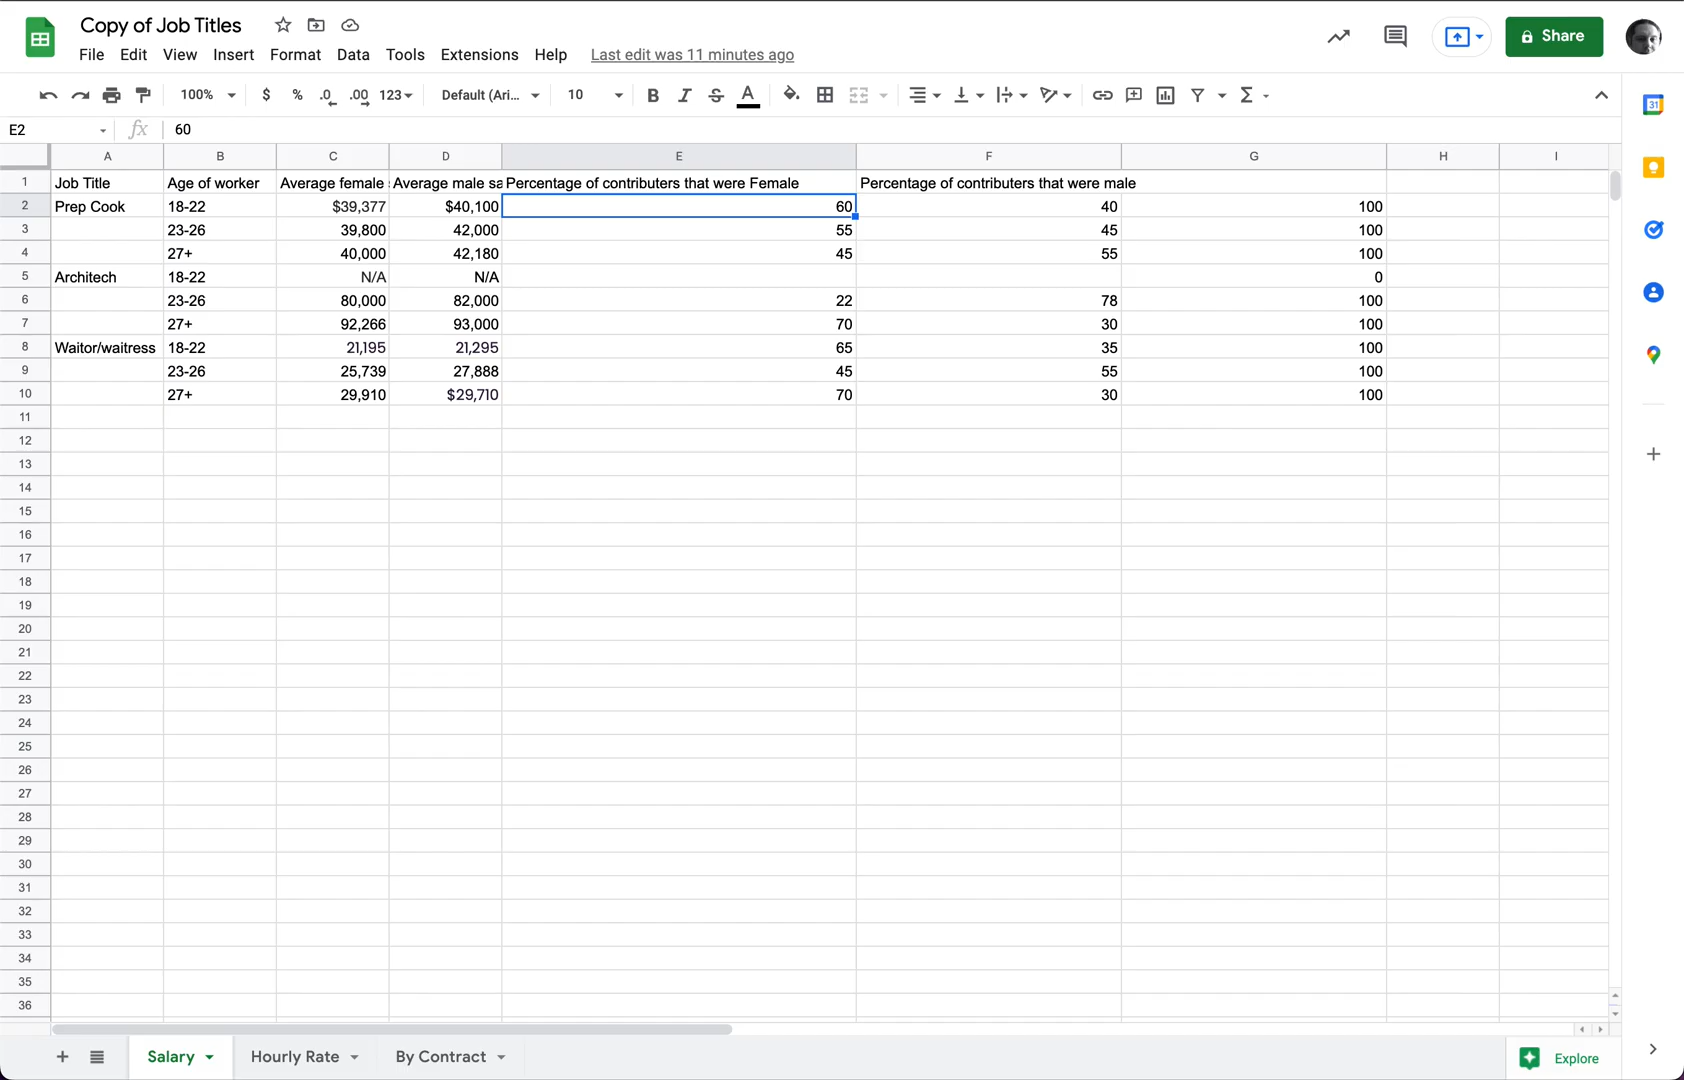 Copy of Job Titles
File Edit View Insert Format Data Tools Extensions Help Last edit was 11 minutes ago
Share
100% $ % .0 .00 123 Default (Ari... 10 B I S A Σ
31
E2 fx 60
A B C D E F G H I
1 Job Title Age of worker Average female Average male sa Percentage of contributers that were Female Percentage of contributers that were male
2 Prep Cook 18-22 $39,377 $40,100 60 40 100
3 23-26 39,800 42,000 55 45 100
4 27+ 40,000 42,180 45 55 100
5 Architech 18-22 N/A N/A 0
6 23-26 80,000 82,000 22 78 100
7 27+ 92,266 93,000 70 30 100
8 Waitor/waitress 18-22 21,195 21,295 65 35 100
9 23-26 25,739 27,888 45 55 100
10 27+ 29,910 $29,710 70 30 100
11
12
13
14
15
16
17
18
19
20
21
22
23
24
25
26
27
28
29
30
31
32
33
34
35
36
Salary Hourly Rate By Contract Explore